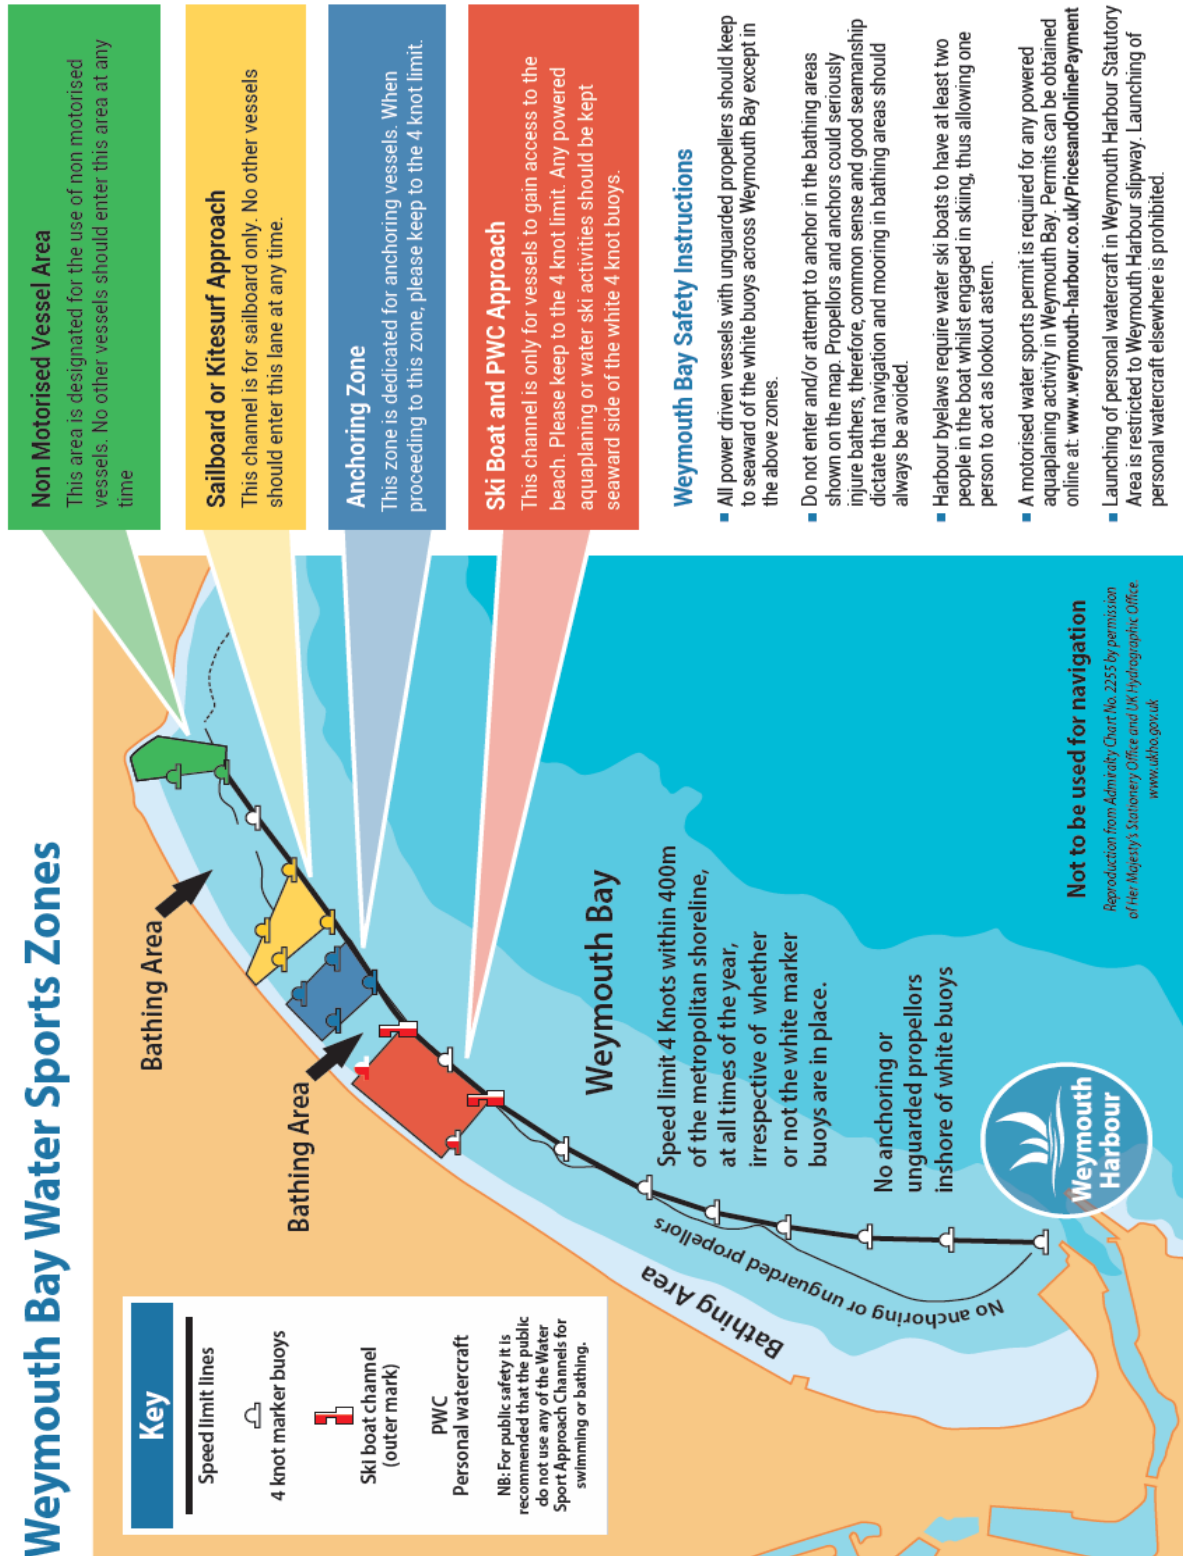 Weymouth Bay Water Sports Zones
Key
Speed limit lines
4 knot marker buoys
Ski boat channel
(outer mark)
PWC
Personal watercraft
NB: For public safety it is
recommended that the public
do not use any of the Water
Sport Approach Channels for
swimming or bathing.
Bathing Area
Bathing Area
Bathing Area
No anchoring or unguarded propellors
Weymouth Bay
Speed limit 4 Knots within 400m
of the metropolitan shoreline,
at all times of the year,
irrespective of whether
or not the white marker
buoys are in place.
No anchoring or
unguarded propellors
inshore of white buoys
Weymouth
Harbour
Not to be used for navigation
Reproduction from Admiralty Chart No. 2255 by permission
of Her Majesty's Stationery Office and UK Hydrographic Office.
www.ukho.gov.uk
Non Motorised Vessel Area
This area is designated for the use of non motorised
vessels. No other vessels should enter this area at any
time
Sailboard or Kitesurf Approach
This channel is for sailboard only. No other vessels
should enter this lane at any time.
Anchoring Zone
This zone is dedicated for anchoring vessels. When
proceeding to this zone, please keep to the 4 knot limit.
Ski Boat and PWC Approach
This channel is only for vessels to gain access to the
beach. Please keep to the 4 knot limit. Any powered
aquaplaning or water ski activities should be kept
seaward side of the white 4 knot buoys.
Weymouth Bay Safety Instructions
▪ All power driven vessels with unguarded propellers should keep
to seaward of the white buoys across Weymouth Bay except in
the above zones.
▪ Do not enter and/or attempt to anchor in the bathing areas
shown on the map. Propellors and anchors could seriously
injure bathers, therefore, common sense and good seamanship
dictate that navigation and mooring in bathing areas should
always be avoided.
▪ Harbour byelaws require water ski boats to have at least two
people in the boat whilst engaged in skiing, thus allowing one
person to act as lookout astern.
▪ A motorised water sports permit is required for any powered
aquaplaning activity in Weymouth Bay. Permits can be obtained
online at: www.weymouth-harbour.co.uk/PricesandOnlinePayment
▪ Launching of personal watercraft in Weymouth Harbour Statutory
Area is restricted to Weymouth Harbour slipway. Launching of
personal watercraft elsewhere is prohibited.